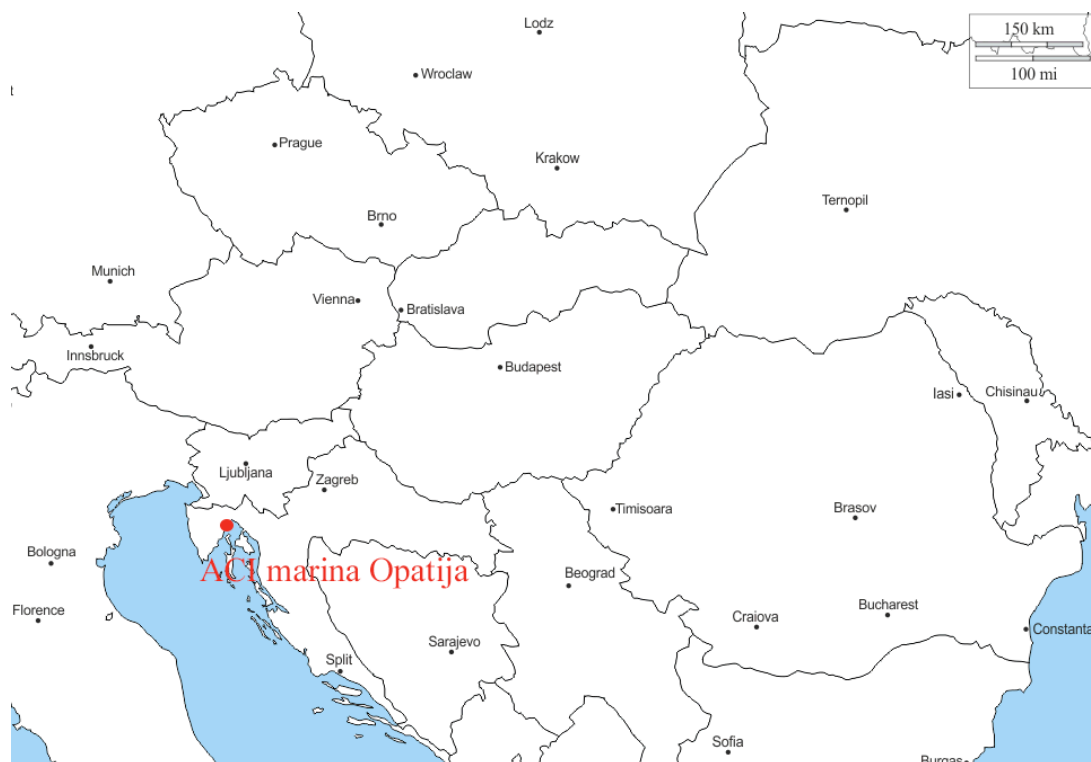 Lodz
150 km
100 mi
Wroclaw
Prague
Krakow
Ternopil
Brno
Munich
Vienna
Bratislava
Innsbruck
Budapest
Iasi
Chisinau
Ljubljana
Zagreb
Timisoara
Brasov
Bologna
ACI marina Opatija
Beograd
Florence
Craiova
Bucharest
Constanta
Sarajevo
Split
Sofia
Burgas